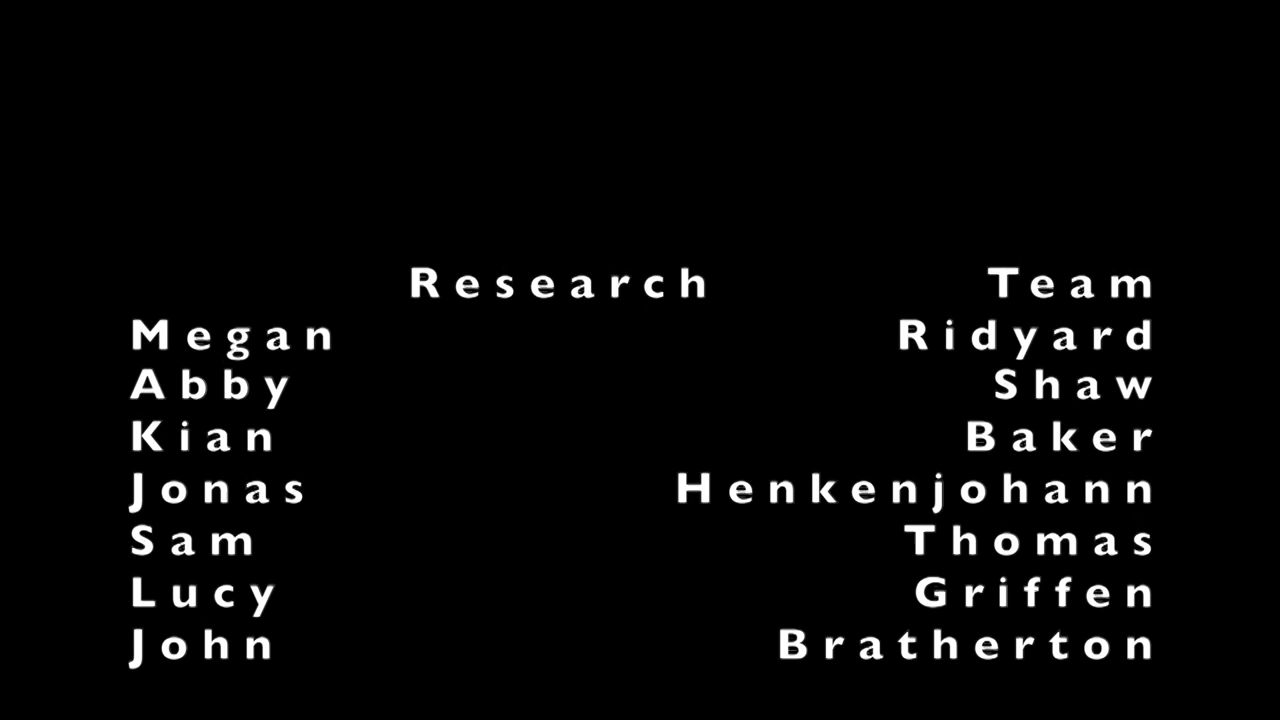 Research Team
Megan Ridyard
Abby Shaw
Kian Baker
Jonas Henkenjohann
Sam Thomas
Lucy Griffen
John Bratherton